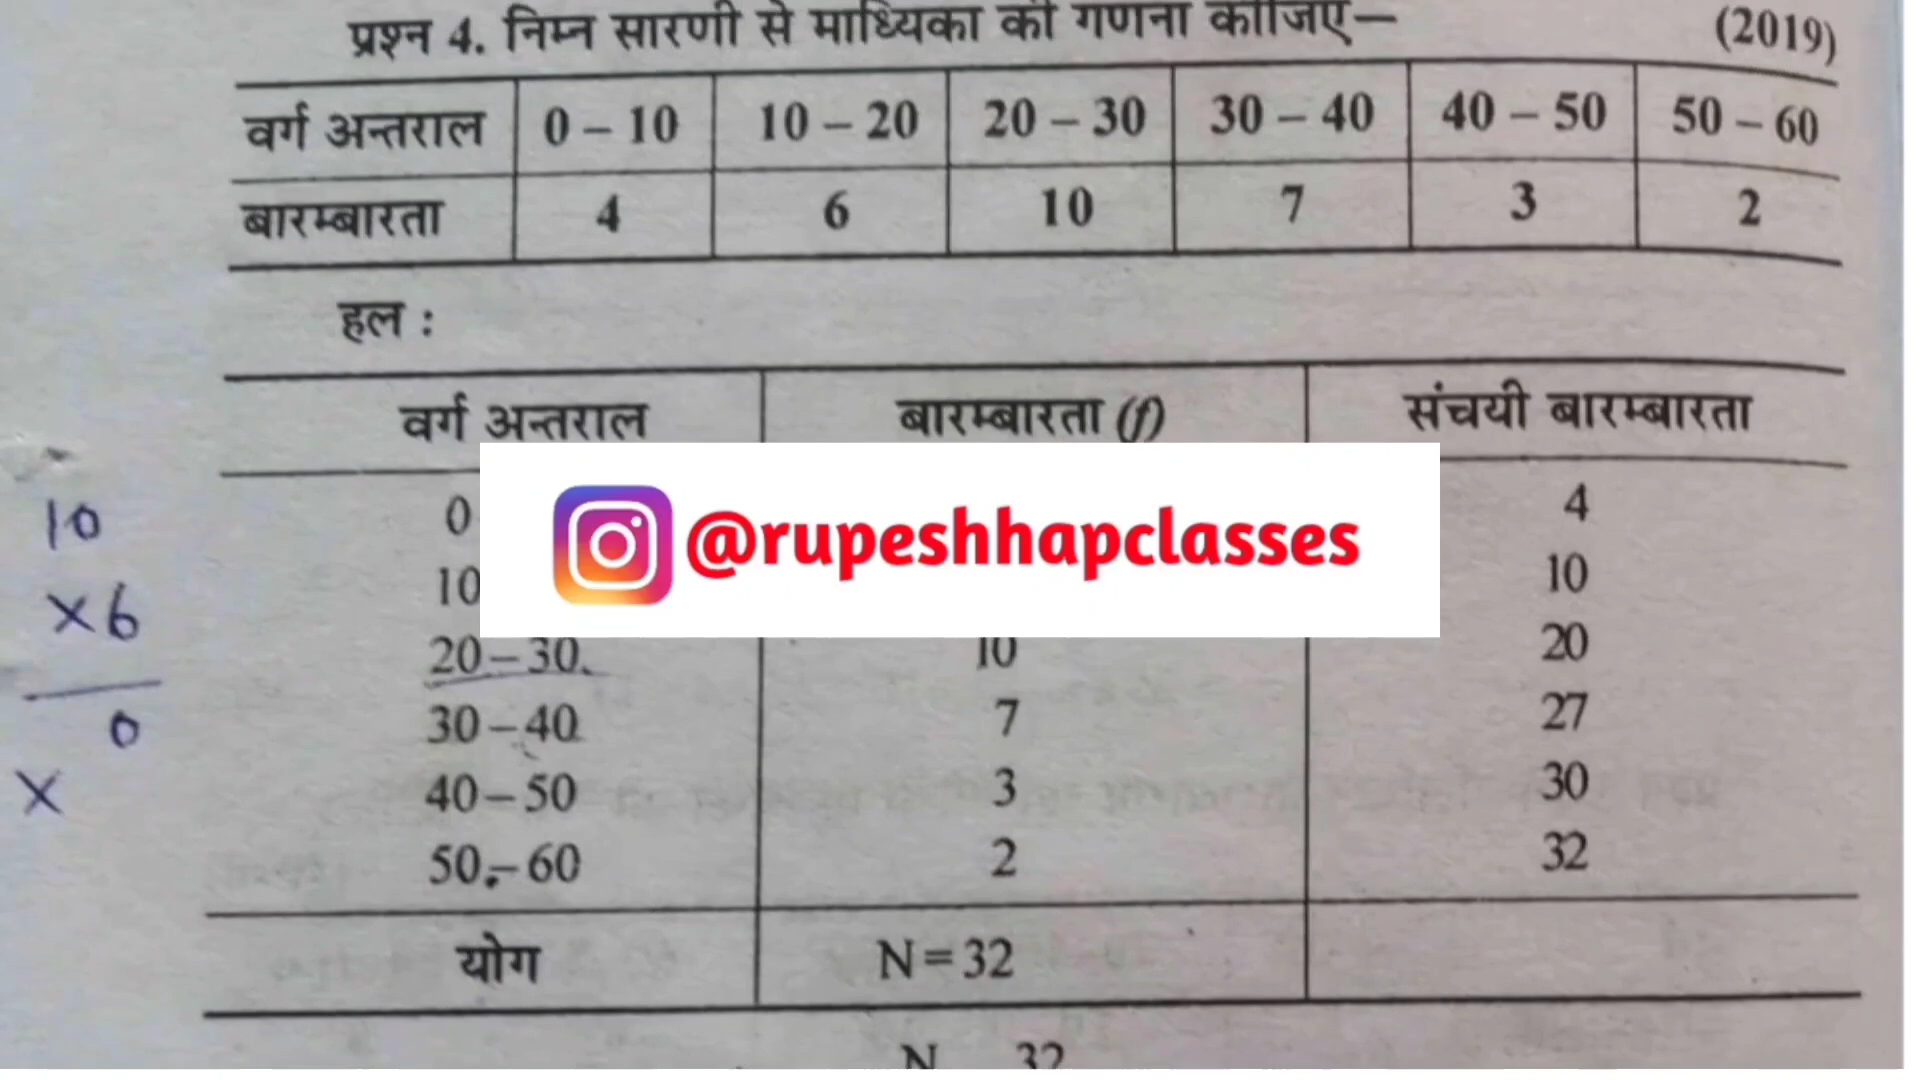 प्रश्न 4. निम्न सारणी से माध्यिका की गणना कीजिए— (2019)
वर्ग अन्तराल 0 – 10 10 – 20 20 – 30 30 – 40 40 – 50 50 – 60
बारम्बारता 4 6 10 7 3 2
हल :
वर्ग अन्तराल बारम्बारता (f) संचयी बारम्बारता
10 0 4
@rupeshhapclasses
×6 10 10
20 – 30 10 20
0 30 – 40 7 27
× 40 – 50 3 30
50 – 60 2 32
योग N = 32
N 32